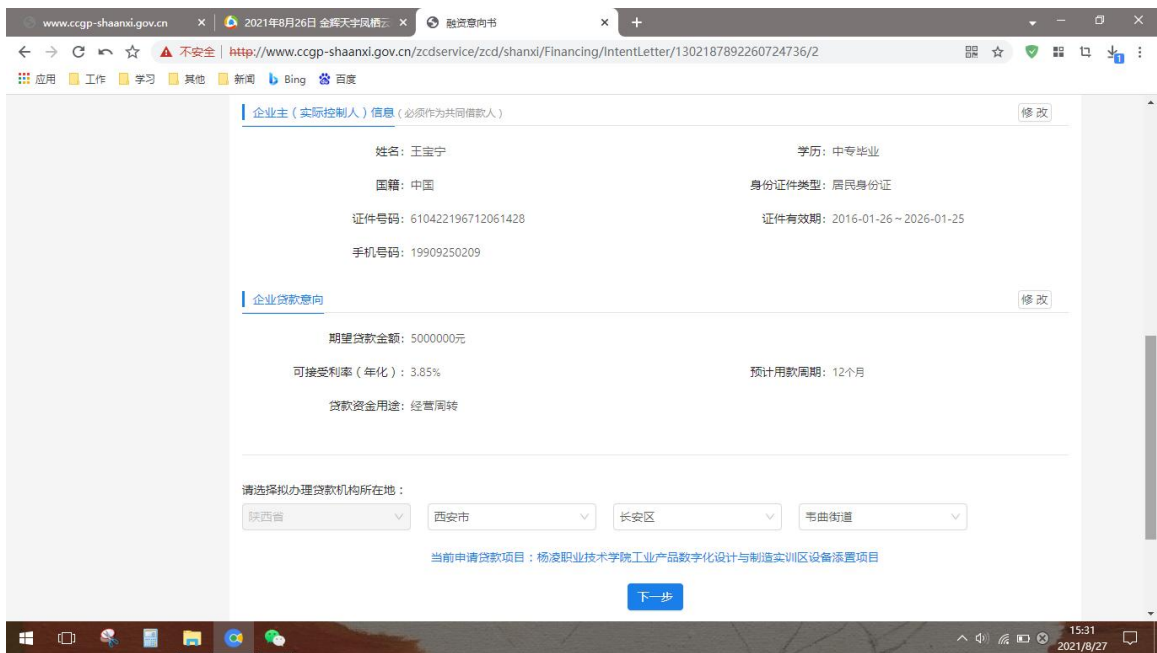 www.ccgp-shaanxi.gov.cn 2021年8月26日 金辉天宇凤栖云 融资意向书
不安全 http://www.ccgp-shaanxi.gov.cn/zcdservice/zcd/shanxi/Financing/IntentLetter/1302187892260724736/2
应用 工作 学习 其他 新闻 Bing 百度
企业主（实际控制人）信息（必须作为共同借款人） 修 改
姓名：王宝宁 学历：中专毕业
国籍：中国 身份证件类型：居民身份证
证件号码：610422196712061428 证件有效期：2016-01-26 ~ 2026-01-25
手机号码：19909250209
企业贷款意向 修 改
期望贷款金额：5000000元
可接受利率（年化）：3.85% 预计用款周期：12个月
贷款资金用途：经营周转
请选择拟办理贷款机构所在地：
陕西省 西安市 长安区 韦曲街道
当前申请贷款项目：杨凌职业技术学院工业产品数字化设计与制造实训区设备添置项目
下一步
15:31
2021/8/27